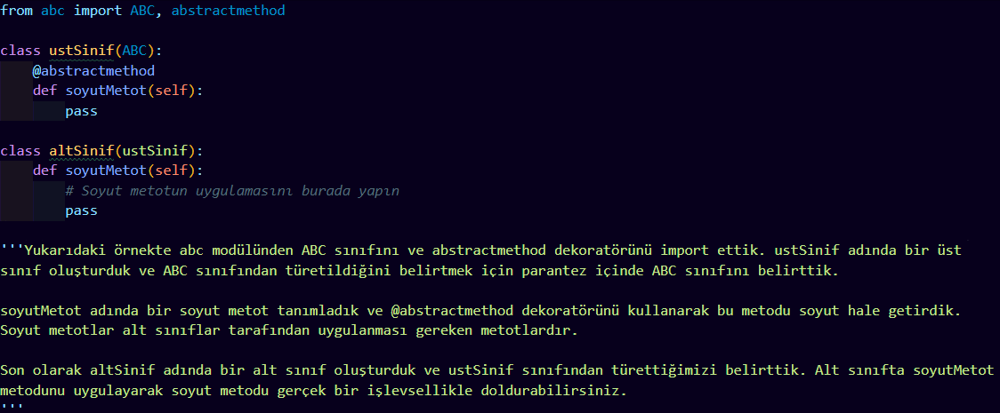 from abc import ABC, abstractmethod
class ustSinif(ABC):
    @abstractmethod
    def soyutMetot(self):
        pass
class altSinif(ustSinif):
    def soyutMetot(self):
        # Soyut metotun uygulamasını burada yapın
        pass
'''Yukarıdaki örnekte abc modülünden ABC sınıfını ve abstractmethod dekoratörünü import ettik. ustSinif adında bir üst
sınıf oluşturduk ve ABC sınıfından türetildiğini belirtmek için parantez içinde ABC sınıfını belirttik.
soyutMetot adında bir soyut metot tanımladık ve @abstractmethod dekoratörünü kullanarak bu metodu soyut hale getirdik.
Soyut metotlar alt sınıflar tarafından uygulanması gereken metotlardır.
Son olarak altSinif adında bir alt sınıf oluşturduk ve ustSinif sınıfından türettiğimizi belirttik. Alt sınıfta soyutMetot
metodunu uygulayarak soyut metodu gerçek bir işlevsellikle doldurabilirsiniz.
'''